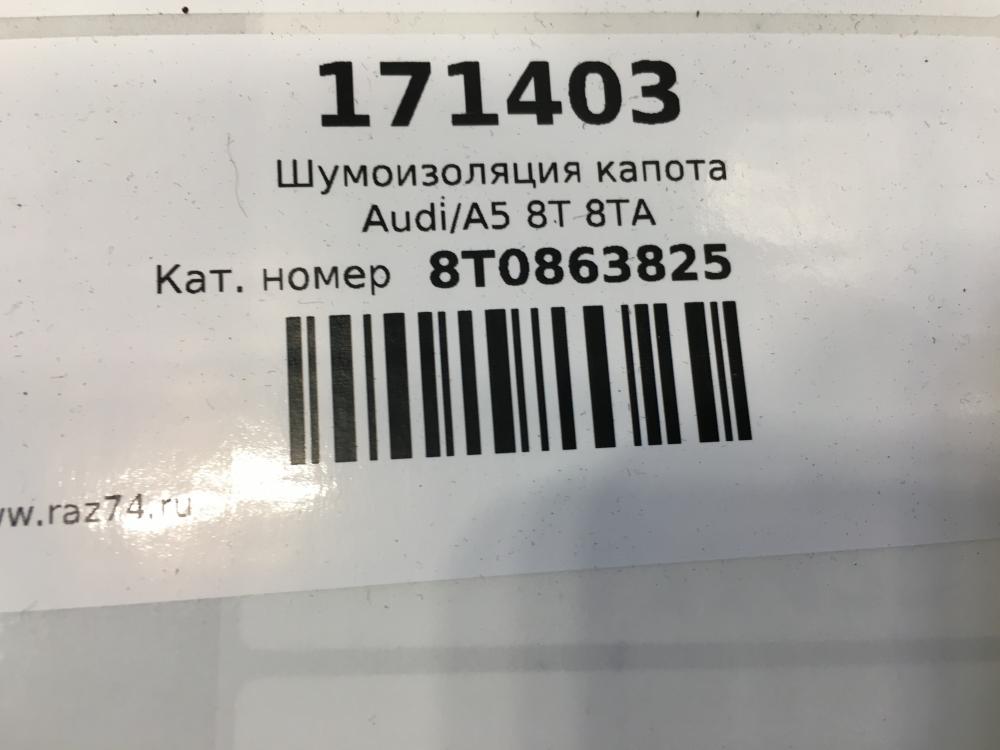 171403
Шумоизоляция капота
Audi/A5 8T 8TA
Кат. номер 8T0863825
w.raz74.ru